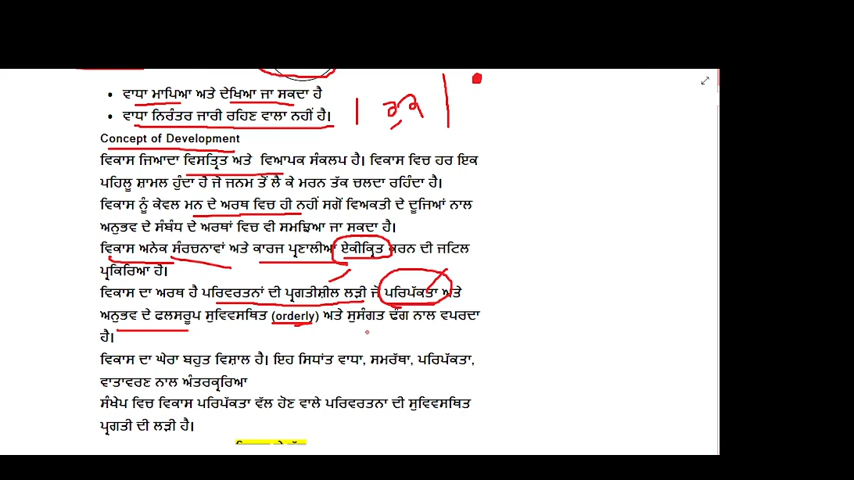 ਵਾਧਾ ਮਾਪਿਆ ਅਤੇ ਦੇਖਿਆ ਜਾ ਸਕਦਾ ਹੈ
ਵਾਧਾ ਨਿਰੰਤਰ ਜਾਰੀ ਰਹਿਣ ਵਾਲਾ ਨਹੀਂ ਹੈ।
Concept of Development
ਵਿਕਾਸ ਜਿਆਦਾ ਵਿਸਤ੍ਰਿਤ ਅਤੇ ਵਿਆਪਕ ਸੰਕਲਪ ਹੈ। ਵਿਕਾਸ ਵਿਚ ਹਰ ਇਕ
ਪਹਿਲੂ ਸ਼ਾਮਲ ਹੁੰਦਾ ਹੈ ਜੋ ਜਨਮ ਤੋਂ ਲੈ ਕੇ ਮਰਨ ਤੱਕ ਚਲਦਾ ਰਹਿੰਦਾ ਹੈ।
ਵਿਕਾਸ ਨੂੰ ਕੇਵਲ ਮਨ ਦੇ ਅਰਥ ਵਿਚ ਹੀ ਨਹੀਂ ਸਗੋਂ ਵਿਅਕਤੀ ਦੇ ਦੂਜਿਆਂ ਨਾਲ
ਅਨੁਭਵ ਦੇ ਸੰਬੰਧ ਦੇ ਅਰਥਾਂ ਵਿਚ ਵੀ ਸਮਝਿਆ ਜਾ ਸਕਦਾ ਹੈ।
ਵਿਕਾਸ ਅਨੇਕ ਸੰਰਚਨਾਵਾਂ ਅਤੇ ਕਾਰਜ ਪ੍ਰਣਾਲੀਆਂ ਏਕੀਕ੍ਰਿਤ ਕਰਨ ਦੀ ਜਟਿਲ
ਪ੍ਰਕਿਰਿਆ ਹੈ।
ਵਿਕਾਸ ਦਾ ਅਰਥ ਹੈ ਪਰਿਵਰਤਨਾਂ ਦੀ ਪ੍ਰਗਤੀਸ਼ੀਲ ਲੜੀ ਜੋ ਪਰਿਪੱਕਤਾ ਅਤੇ
ਅਨੁਭਵ ਦੇ ਫਲਸਰੂਪ ਸੁਵਿਵਸਥਿਤ (orderly) ਅਤੇ ਸੁਸੰਗਤ ਢੰਗ ਨਾਲ ਵਪਰਦਾ
ਹੈ।
ਵਿਕਾਸ ਦਾ ਘੇਰਾ ਬਹੁਤ ਵਿਸ਼ਾਲ ਹੈ। ਇਹ ਸਿਧਾਂਤ ਵਾਧਾ, ਸਮਰੱਥਾ, ਪਰਿਪੱਕਤਾ,
ਵਾਤਾਵਰਣ ਨਾਲ ਅੰਤਰਕ੍ਰਰਿਆ
ਸੰਖੇਪ ਵਿਚ ਵਿਕਾਸ ਪਰਿਪੱਕਤਾ ਵੱਲ ਹੋਣ ਵਾਲੇ ਪਰਿਵਰਤਨਾ ਦੀ ਸੁਵਿਵਸਥਿਤ
ਪ੍ਰਗਤੀ ਦੀ ਲੜੀ ਹੈ।